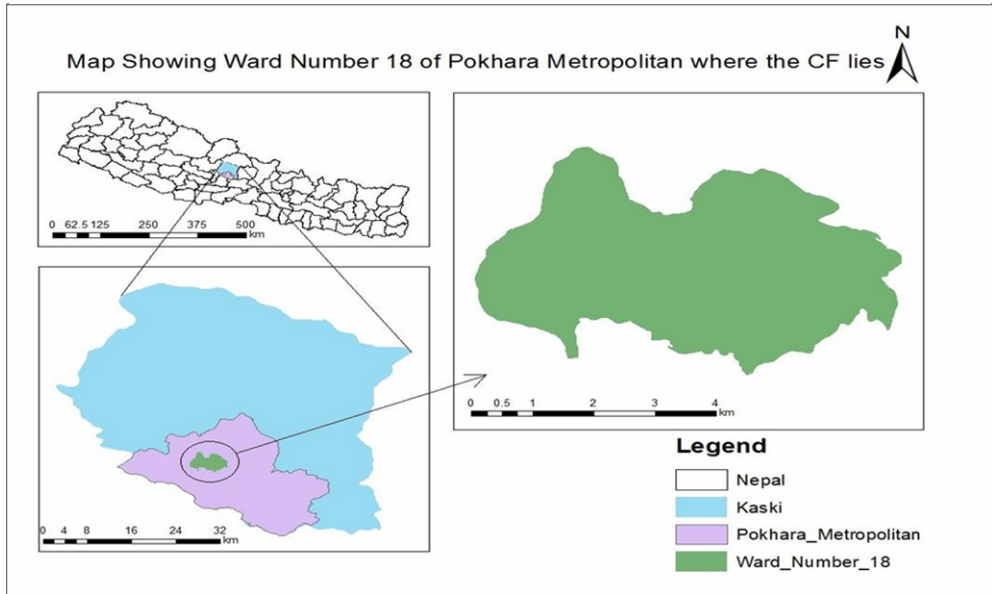 N
Map Showing Ward Number 18 of Pokhara Metropolitan where the CF lies
0 62.5 125 250 375 500
km
0 4 8 16 24 32
km
0 0.5 1 2 3 4
km
Legend
Nepal
Kaski
Pokhara_Metropolitan
Ward_Number_18